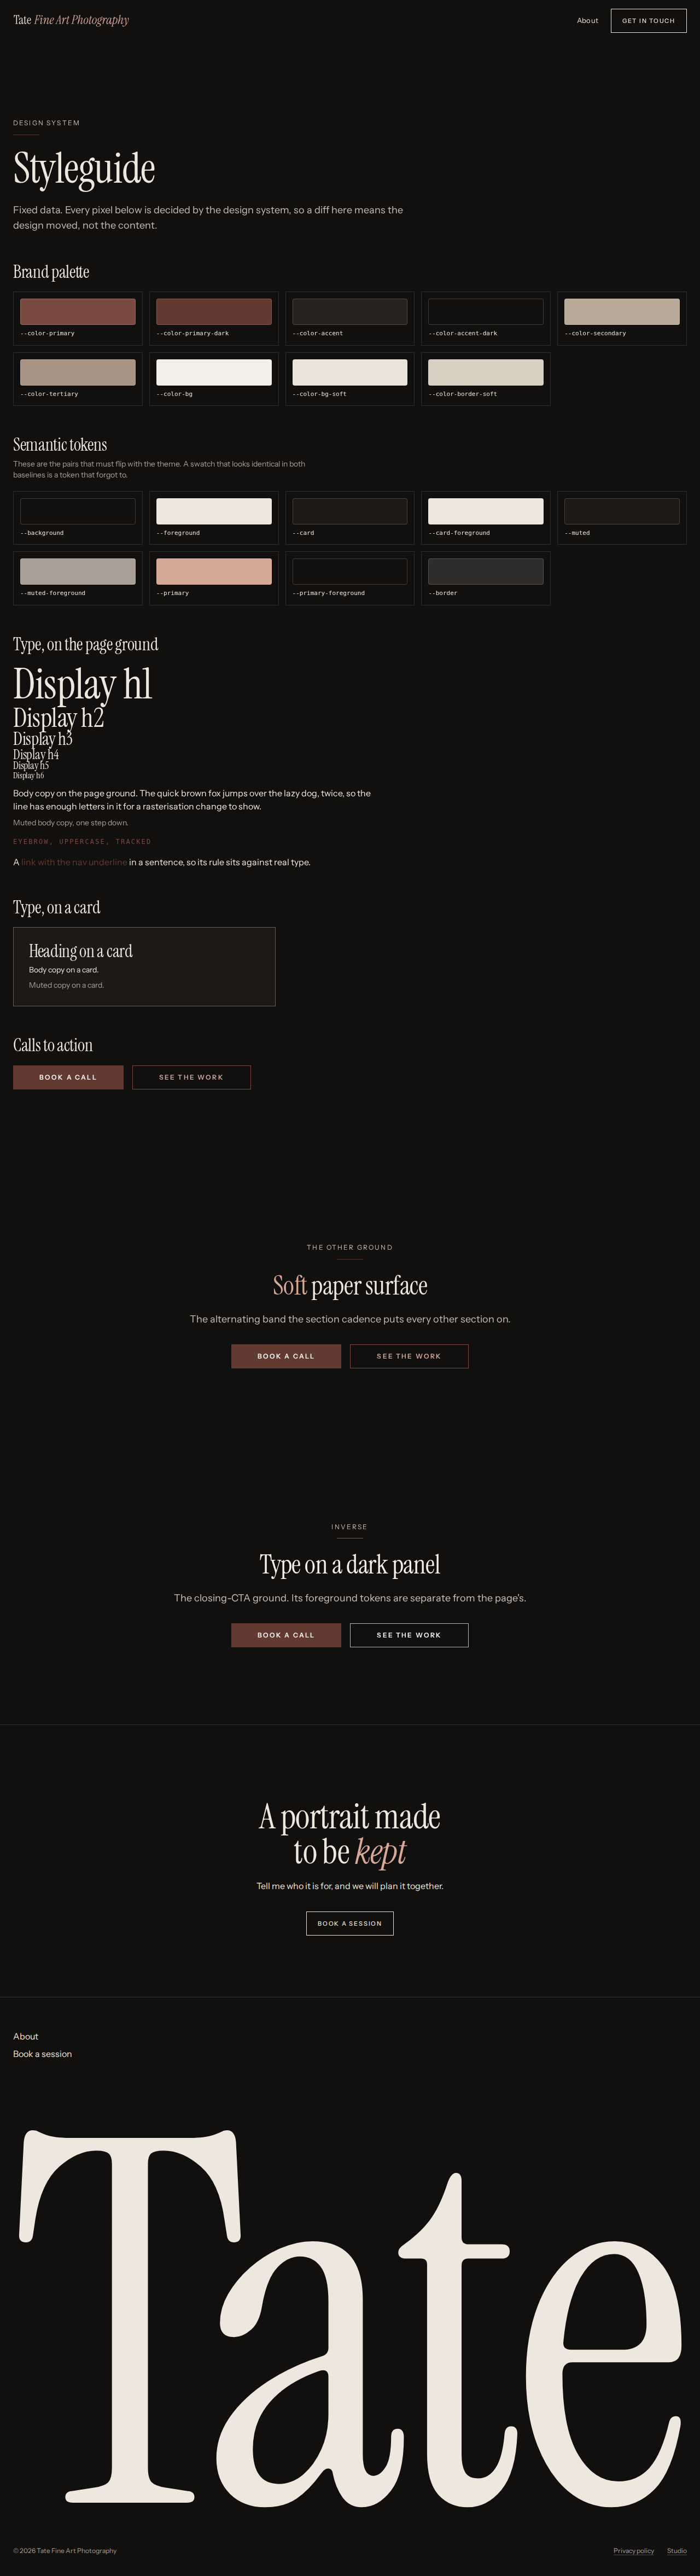 Tate Fine Art Photography
About
GET IN TOUCH
DESIGN SYSTEM
Styleguide
Fixed data. Every pixel below is decided by the design system, so a diff here means the
design moved, not the content.
Brand palette
--color-primary
--color-primary-dark
--color-accent
--color-accent-dark
--color-secondary
--color-tertiary
--color-bg
--color-bg-soft
--color-border-soft
Semantic tokens
These are the pairs that must flip with the theme. A swatch that looks identical in both
baselines is a token that forgot to.
--background
--foreground
--card
--card-foreground
--muted
--muted-foreground
--primary
--primary-foreground
--border
Type, on the page ground
Display h1
Display h2
Display h3
Display h4
Display h5
Display h6
Body copy on the page ground. The quick brown fox jumps over the lazy dog, twice, so the
line has enough letters in it for a rasterisation change to show.
Muted body copy, one step down.
EYEBROW, UPPERCASE, TRACKED
A link with the nav underline in a sentence, so its rule sits against real type.
Type, on a card
Heading on a card
Body copy on a card.
Muted copy on a card.
Calls to action
BOOK A CALL
SEE THE WORK
THE OTHER GROUND
Soft paper surface
The alternating band the section cadence puts every other section on.
BOOK A CALL
SEE THE WORK
INVERSE
Type on a dark panel
The closing-CTA ground. Its foreground tokens are separate from the page's.
BOOK A CALL
SEE THE WORK
A portrait made
to be kept
Tell me who it is for, and we will plan it together.
BOOK A SESSION
About
Book a session
Tate
© 2026 Tate Fine Art Photography
Privacy policy
Studio